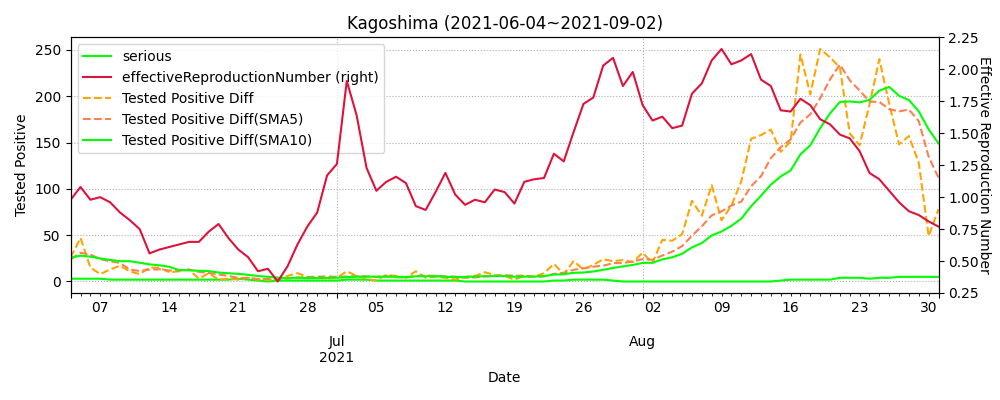 Kagoshima (2021-06-04~2021-09-02)
serious
effectiveReproductionNumber (right)
Tested Positive Diff
Tested Positive Diff(SMA5)
Tested Positive Diff(SMA10)
Tested Positive
250
200
150
100
50
0
2.25
2.00
1.75
1.50
1.25
1.00
0.75
0.50
0.25
Effective Reproduction Number
07 14 21 28 05 12 19 26 02 09 16 23 30
Jul Aug
2021
Date